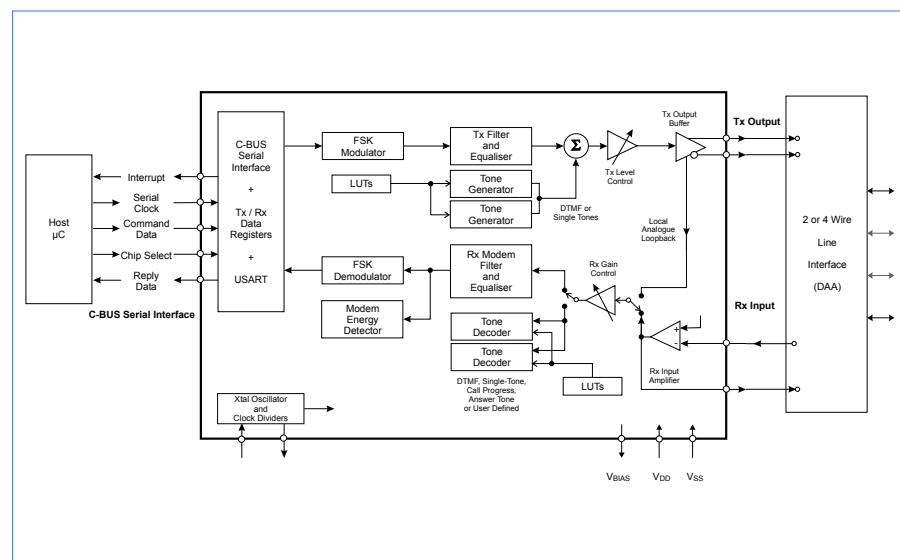 Host
µC
Interrupt
Serial
Clock
Command
Data
Chip Select
Reply
Data
C-BUS Serial Interface
C-BUS
Serial
Interface
+
Tx / Rx
Data
Registers
+
USART
FSK
Modulator
LUTs
Tx Filter
and
Equaliser
Tone
Generator
Tone
Generator
Σ
DTMF or
Single Tones
Tx Level
Control
Tx Output
Buffer
Tx Output
Local
Analogue
Loopback
2 or 4 Wire
Line
Interface
(DAA)
FSK
Demodulator
Modem
Energy
Detector
Rx Modem
Filter
and
Equaliser
Rx Gain
Control
Rx Input
+
-
Rx Input
Amplifier
Tone
Decoder
Tone
Decoder
LUTs
DTMF, Single-Tone,
Call Progress,
Answer Tone
or User Defined
Xtal Oscillator
and
Clock Dividers
VBIAS
VDD
VSS